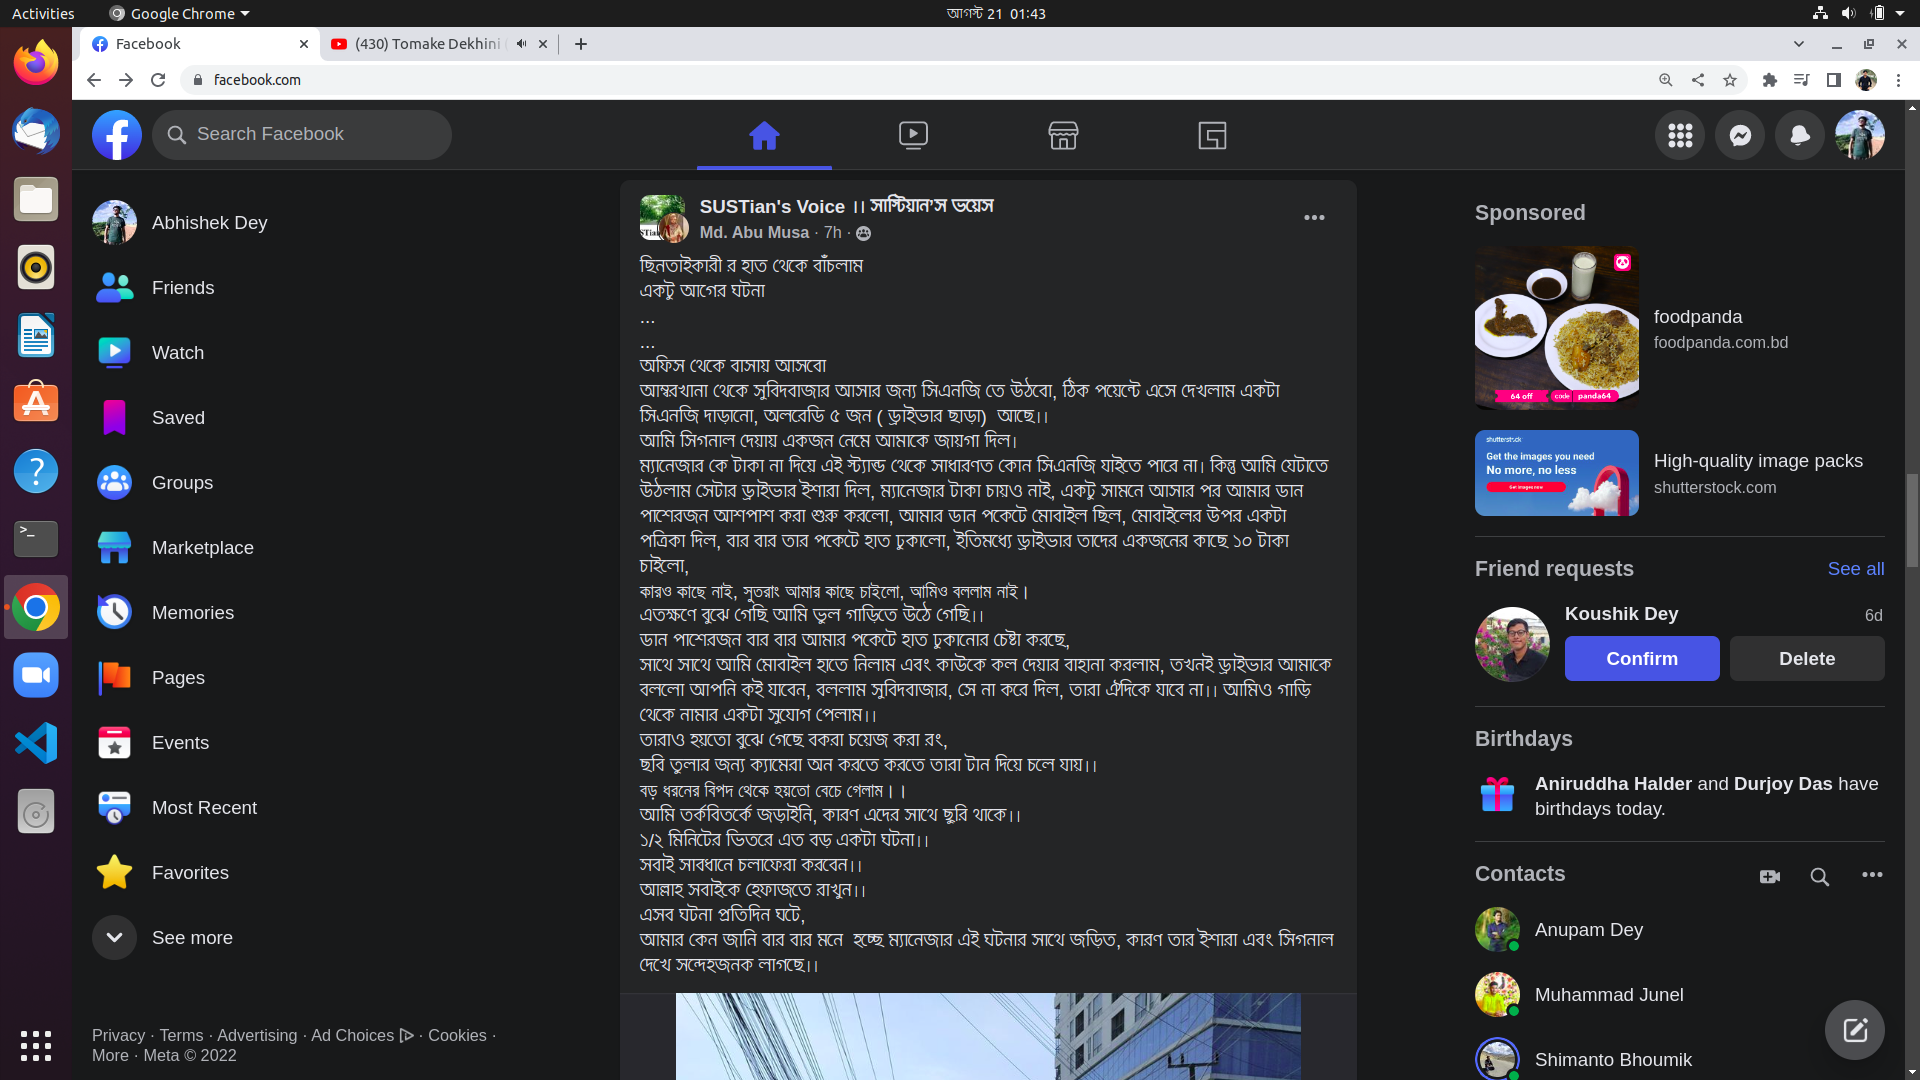 Activities
Google Chrome
আগস্ট 21 01:43
Facebook
(430) Tomake Dekhini
facebook.com
Search Facebook
Abhishek Dey
Friends
Watch
Saved
Groups
Marketplace
Memories
Pages
Events
Most Recent
Favorites
See more
Privacy · Terms · Advertising · Ad Choices · Cookies ·
More · Meta © 2022
SUSTian's Voice ।। সাস্টিয়ান'স ভয়েস
Md. Abu Musa · 7h ·
ছিনতাইকারী র হাত থেকে বাঁচলাম
একটু আগের ঘটনা
...
...
অফিস থেকে বাসায় আসবো
আম্বরখানা থেকে সুবিদবাজার আসার জন্য সিএনজি তে উঠবো, ঠিক পয়েন্টে এসে দেখলাম একটা
সিএনজি দাড়ানো, অলরেডি ৫ জন ( ড্রাইভার ছাড়া) আছে।।
আমি সিগনাল দেয়ায় একজন নেমে আমাকে জায়গা দিল।
ম্যানেজার কে টাকা না দিয়ে এই স্ট্যান্ড থেকে সাধারণত কোন সিএনজি যাইতে পারে না। কিন্তু আমি যেটাতে
উঠলাম সেটার ড্রাইভার ইশারা দিল, ম্যানেজার টাকা চায়ও নাই, একটু সামনে আসার পর আমার ডান
পাশেরজন আশপাশ করা শুরু করলো, আমার ডান পকেটে মোবাইল ছিল, মোবাইলের উপর একটা
পত্রিকা দিল, বার বার তার পকেটে হাত ঢুকালো, ইতিমধ্যে ড্রাইভার তাদের একজনের কাছে ১০ টাকা
চাইলো,
কারও কাছে নাই, সুতরাং আমার কাছে চাইলো, আমিও বললাম নাই।
এতক্ষণে বুঝে গেছি আমি ভুল গাড়িতে উঠে গেছি।।
ডান পাশেরজন বার বার আমার পকেটে হাত ঢুকানোর চেষ্টা করছে,
সাথে সাথে আমি মোবাইল হাতে নিলাম এবং কাউকে কল দেয়ার বাহানা করলাম, তখনই ড্রাইভার আমাকে
বললো আপনি কই যাবেন, বললাম সুবিদবাজার, সে না করে দিল, তারা ঐদিকে যাবে না।। আমিও গাড়ি
থেকে নামার একটা সুযোগ পেলাম।।
তারাও হয়তো বুঝে গেছে বকরা চয়েজ করা রং,
ছবি তুলার জন্য ক্যামেরা অন করতে করতে তারা টান দিয়ে চলে যায়।।
বড় ধরনের বিপদ থেকে হয়তো বেচে গেলাম।।
আমি তর্কবিতর্কে জড়াইনি, কারণ এদের সাথে ছুরি থাকে।।
১/২ মিনিটের ভিতরে এত বড় একটা ঘটনা।।
সবাই সাবধানে চলাফেরা করবেন।।
আল্লাহ সবাইকে হেফাজতে রাখুন।।
এসব ঘটনা প্রতিদিন ঘটে,
আমার কেন জানি বার বার মনে হচ্ছে ম্যানেজার এই ঘটনার সাথে জড়িত, কারণ তার ইশারা এবং সিগনাল
দেখে সন্দেহজনক লাগছে।।
Sponsored
64 off code panda64
foodpanda
foodpanda.com.bd
shutterstock
Get the images you need
No more, no less
Get images now
High-quality image packs
shutterstock.com
Friend requests
See all
Koushik Dey
6d
Confirm
Delete
Birthdays
Aniruddha Halder and Durjoy Das have
birthdays today.
Contacts
Anupam Dey
Muhammad Junel
Shimanto Bhoumik